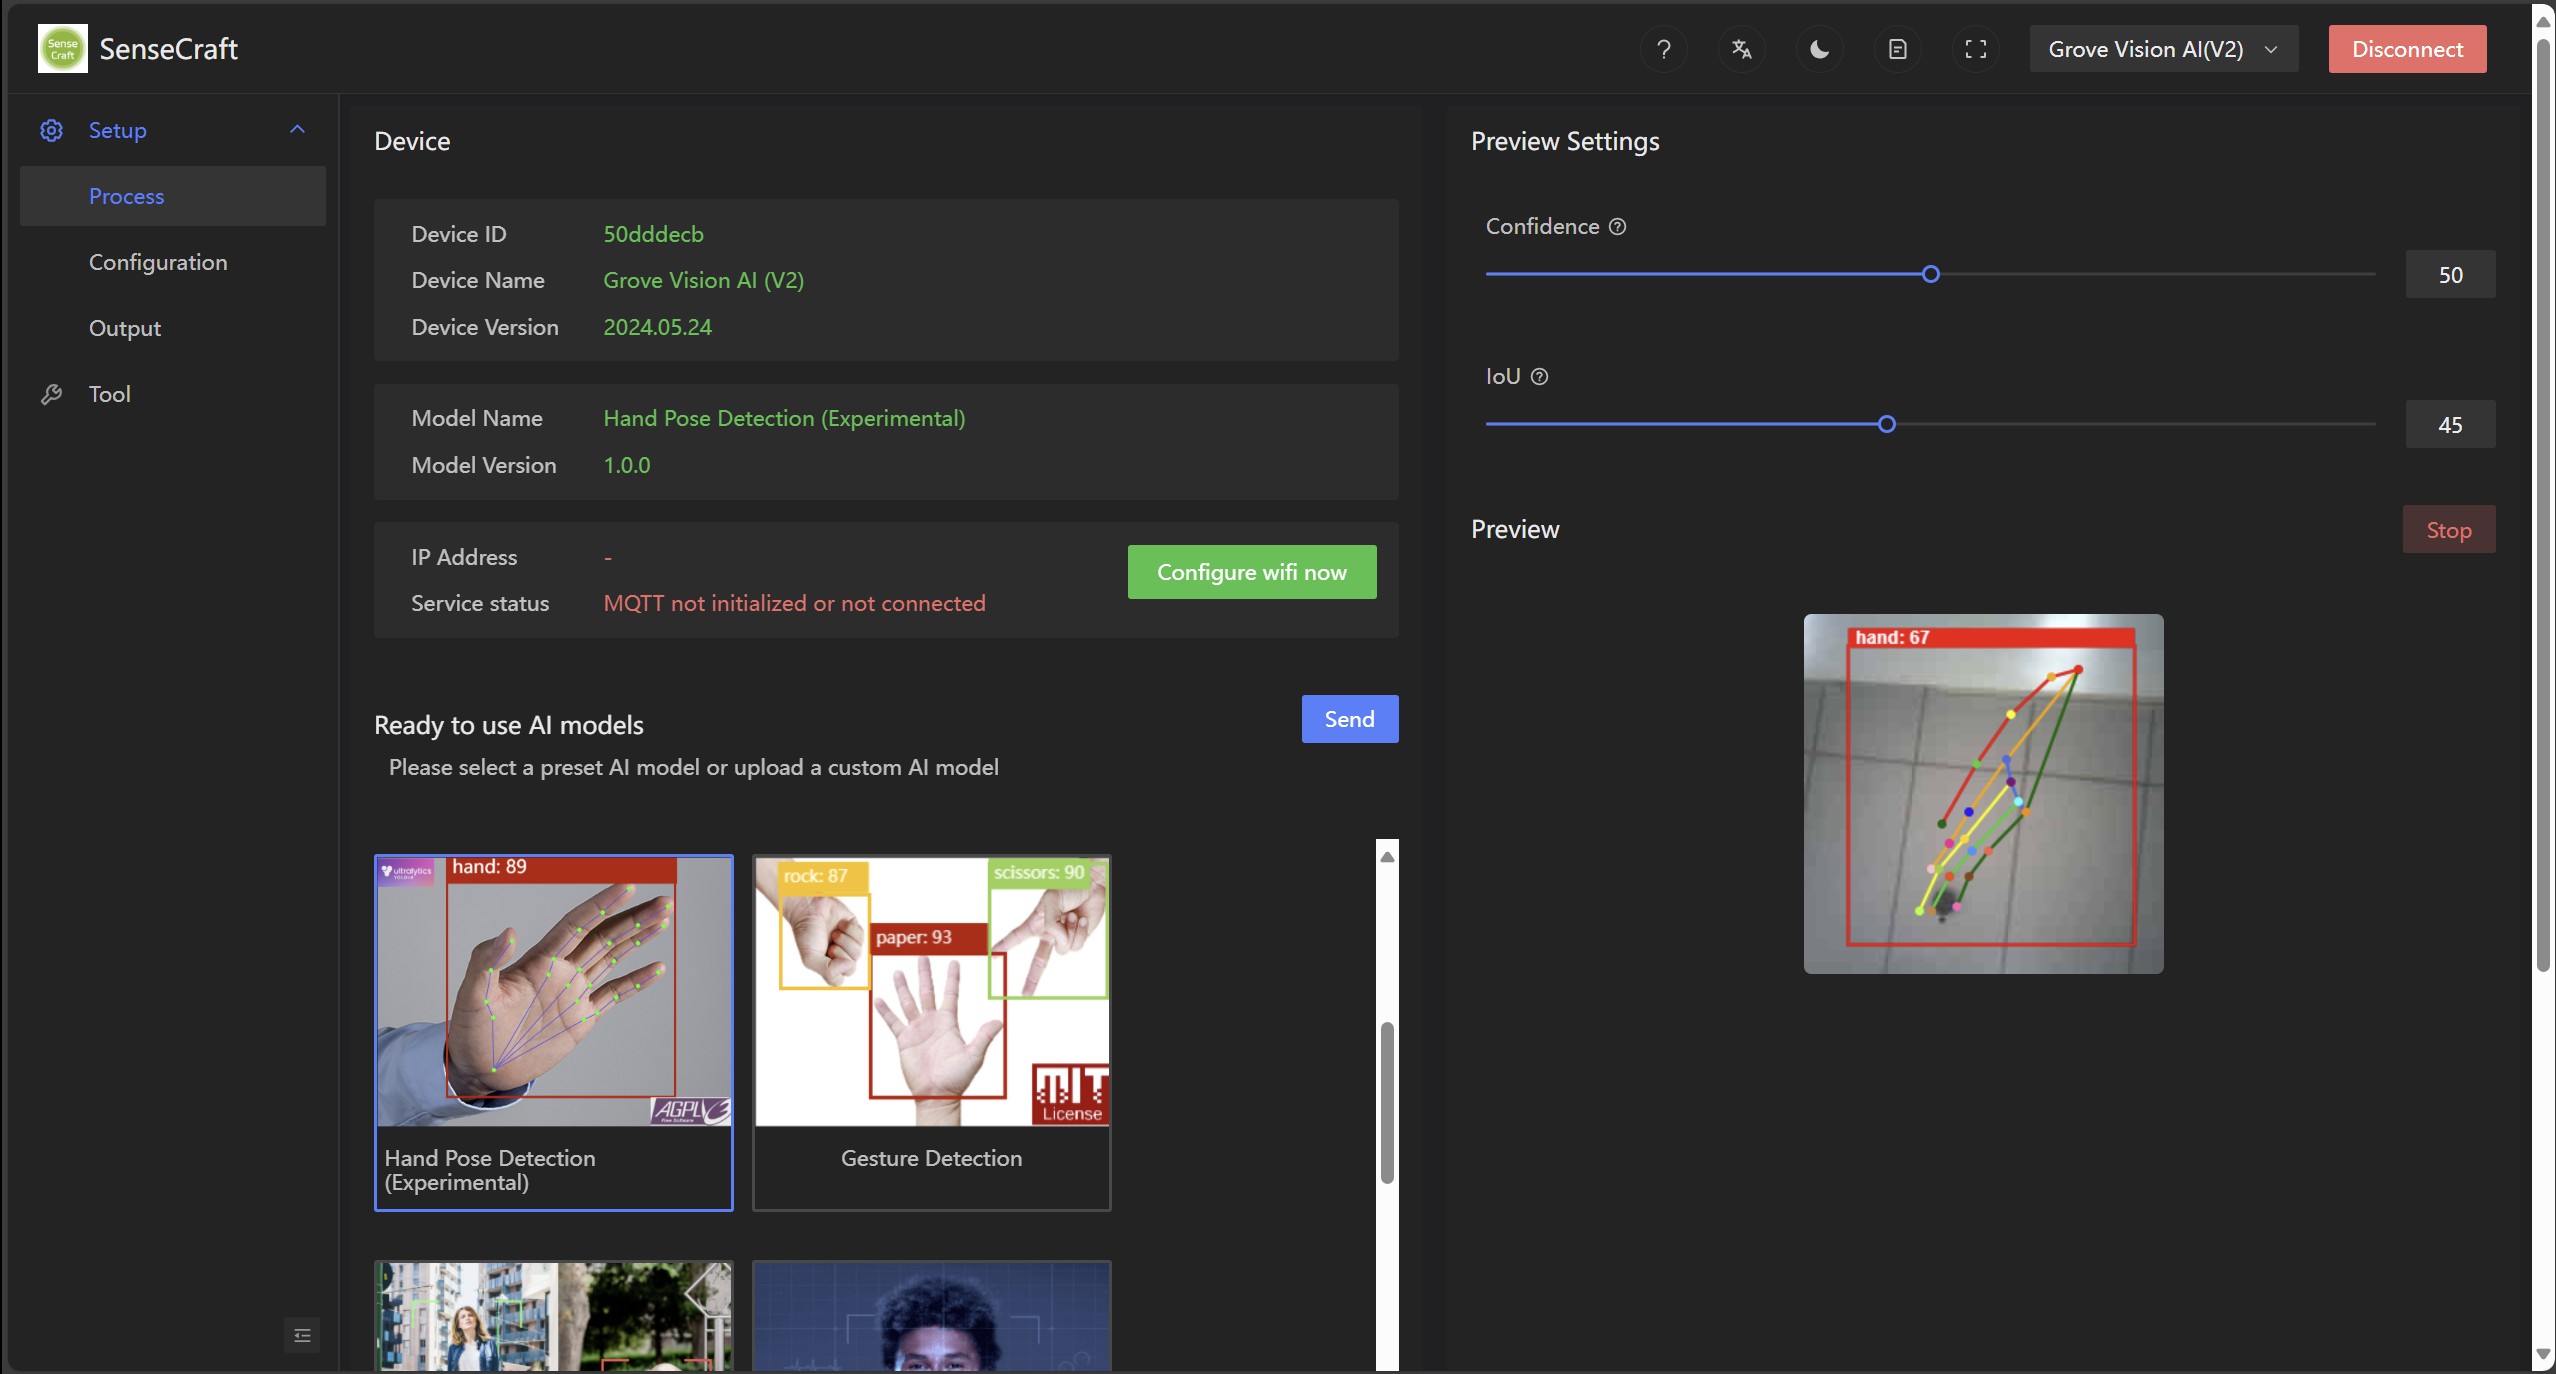 Sense
Craft
SenseCraft
?
Grove Vision AI(V2)
Disconnect
Setup
Process
Configuration
Output
Tool
Device
Device ID 50dddecb
Device Name Grove Vision AI (V2)
Device Version 2024.05.24
Model Name Hand Pose Detection (Experimental)
Model Version 1.0.0
IP Address -
Service status MQTT not initialized or not connected
Configure wifi now
Ready to use AI models
Send
Please select a preset AI model or upload a custom AI model
ultralytics
YOLOv8
hand: 89
AGPLv3
Free Software
Hand Pose Detection
(Experimental)
rock: 87
scissors: 90
paper: 93
MIT
License
Gesture Detection
Preview Settings
Confidence ?
50
IoU ?
45
Preview
Stop
hand: 67